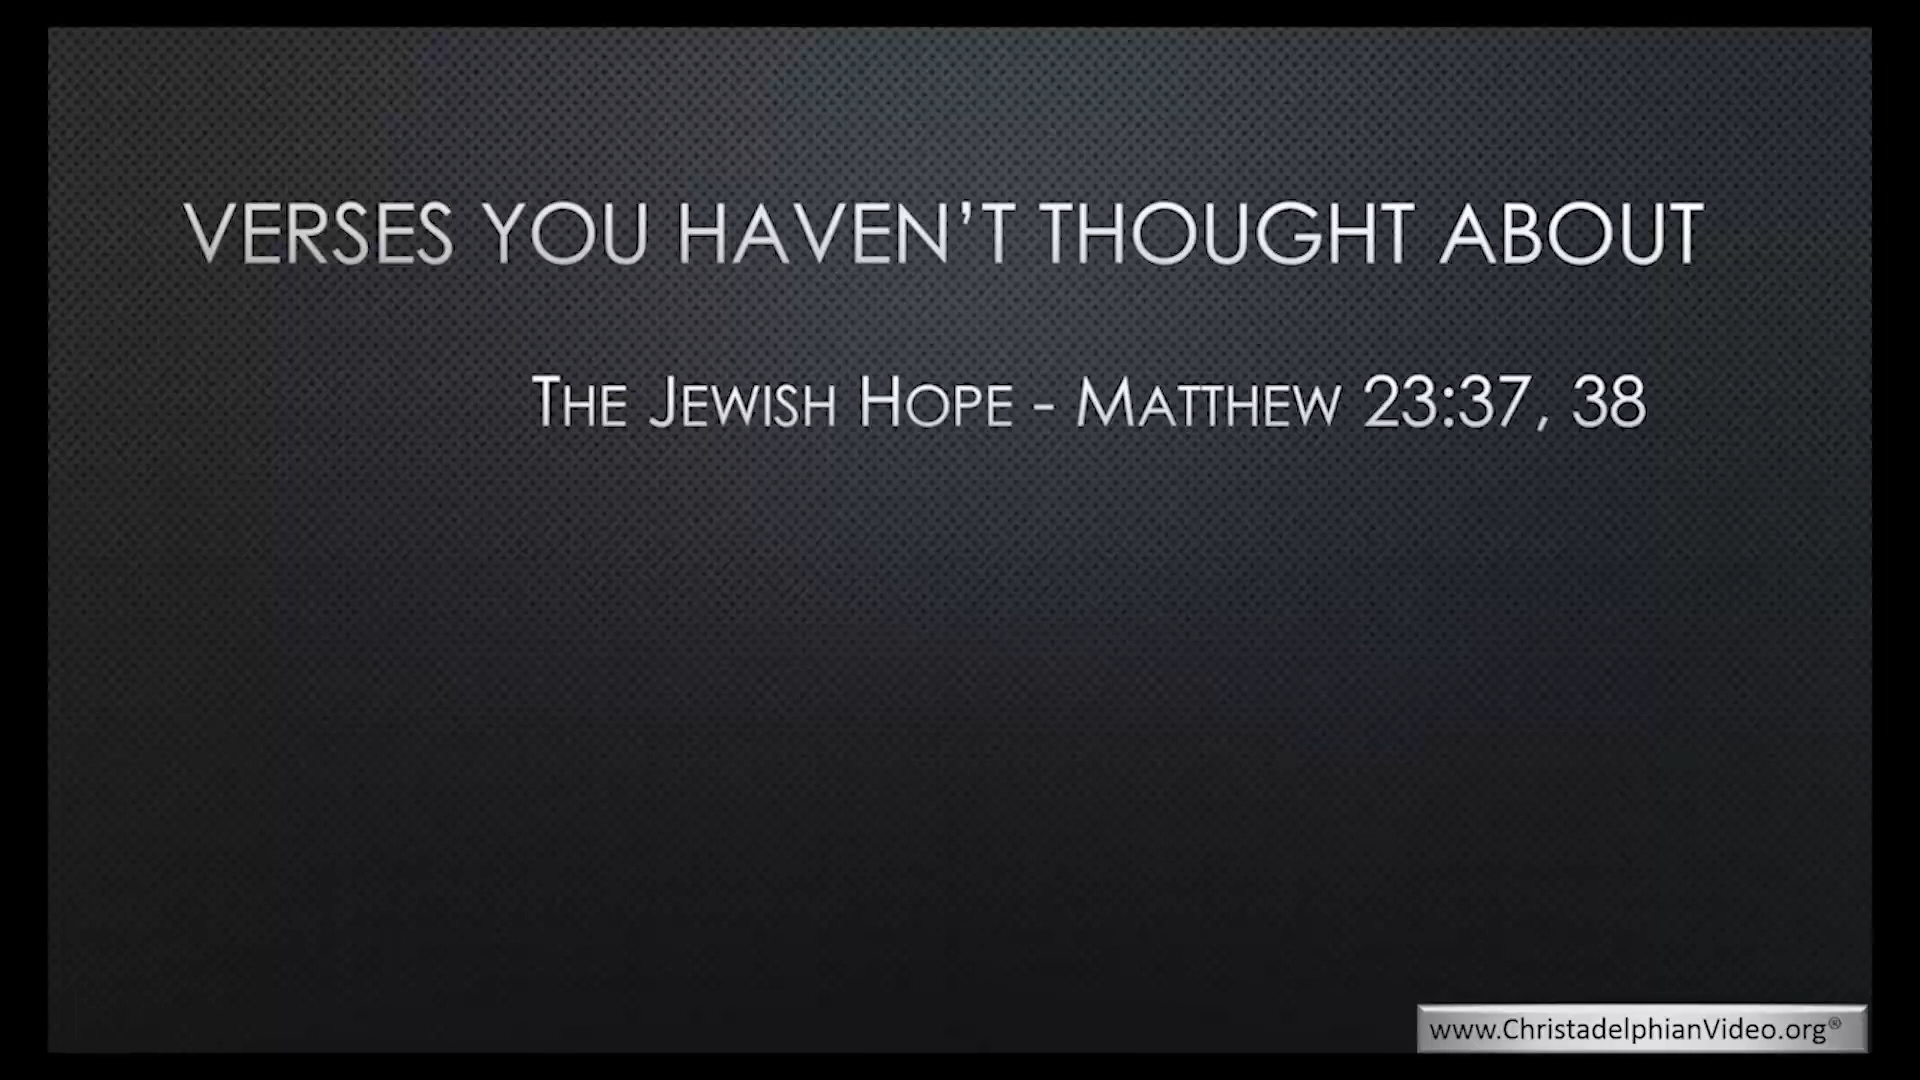 VERSES YOU HAVEN’T THOUGHT ABOUT
THE JEWISH HOPE - MATTHEW 23:37, 38
www.ChristadelphianVideo.org®